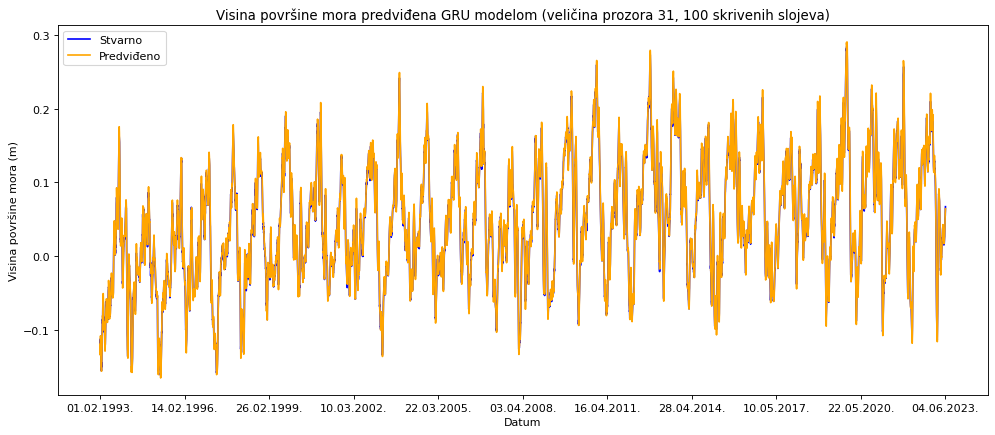 Visina površine mora predviđena GRU modelom (veličina prozora 31, 100 skrivenih slojeva)
Stvarno
Predviđeno
Visina površine mora (m)
0.3
0.2
0.1
0.0
−0.1
01.02.1993. 14.02.1996. 26.02.1999. 10.03.2002. 22.03.2005. 03.04.2008. 16.04.2011. 28.04.2014. 10.05.2017. 22.05.2020. 04.06.2023.
Datum